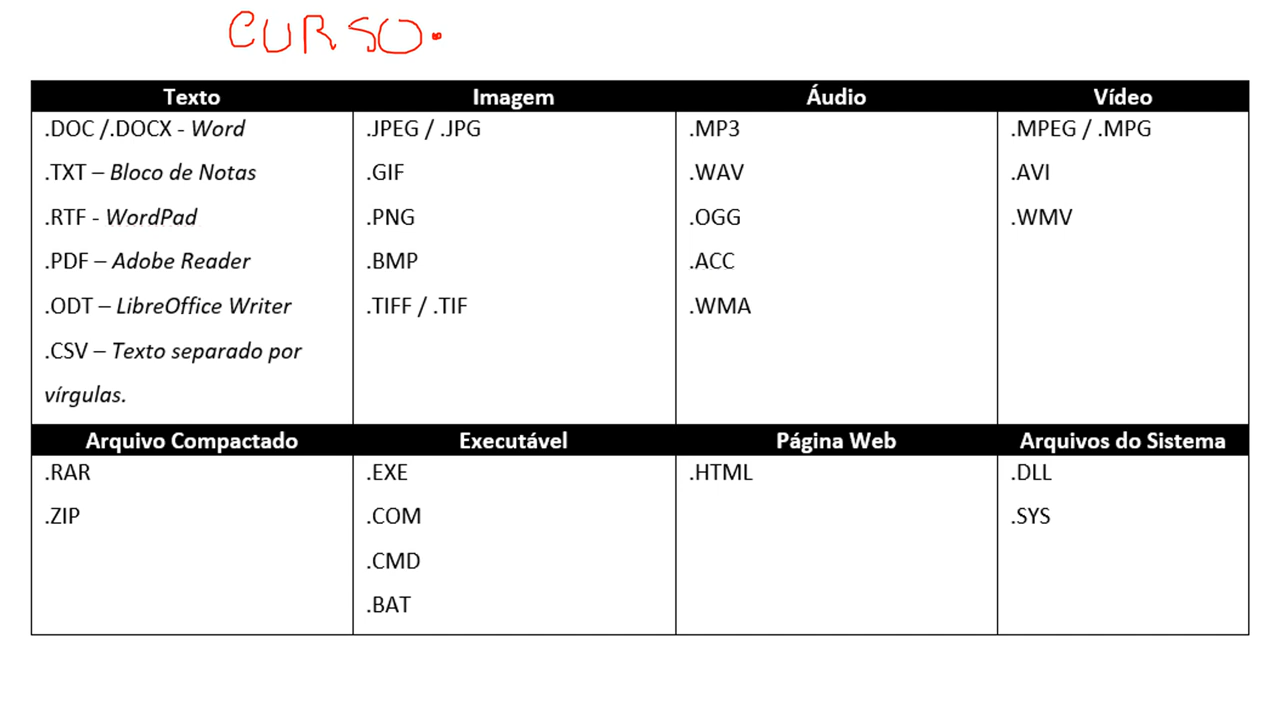 CURSO.
Texto Imagem Áudio Vídeo
.DOC /.DOCX - Word .JPEG / .JPG .MP3 .MPEG / .MPG
.TXT – Bloco de Notas .GIF .WAV .AVI
.RTF - WordPad .PNG .OGG .WMV
.PDF – Adobe Reader .BMP .ACC
.ODT – LibreOffice Writer .TIFF / .TIF .WMA
.CSV – Texto separado por
vírgulas.
Arquivo Compactado Executável Página Web Arquivos do Sistema
.RAR .EXE .HTML .DLL
.ZIP .COM .SYS
.CMD
.BAT